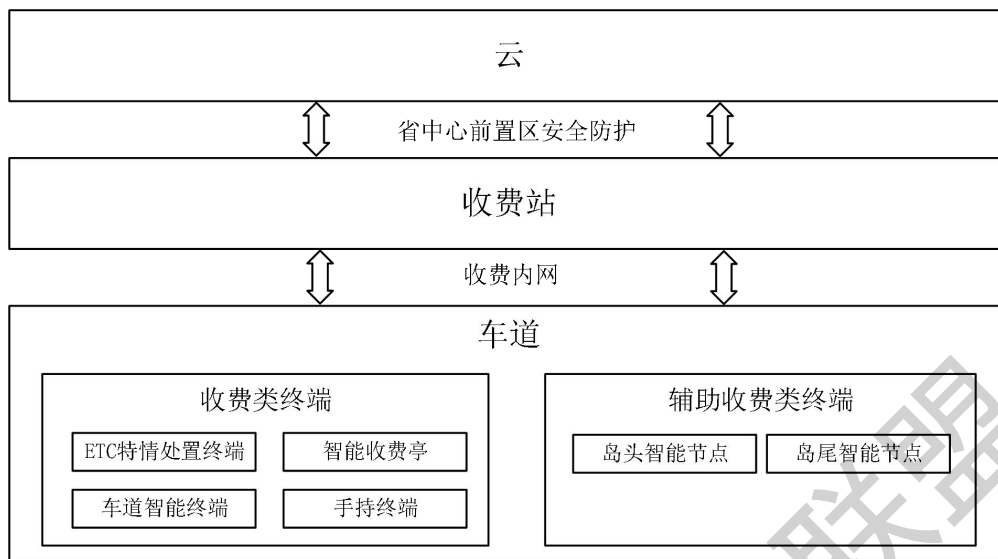 云
省中心前置区安全防护
收费站
收费内网
车道
收费类终端
辅助收费类终端
ETC特情处置终端
智能收费亭
岛头智能节点
岛尾智能节点
车道智能终端
手持终端
联盟